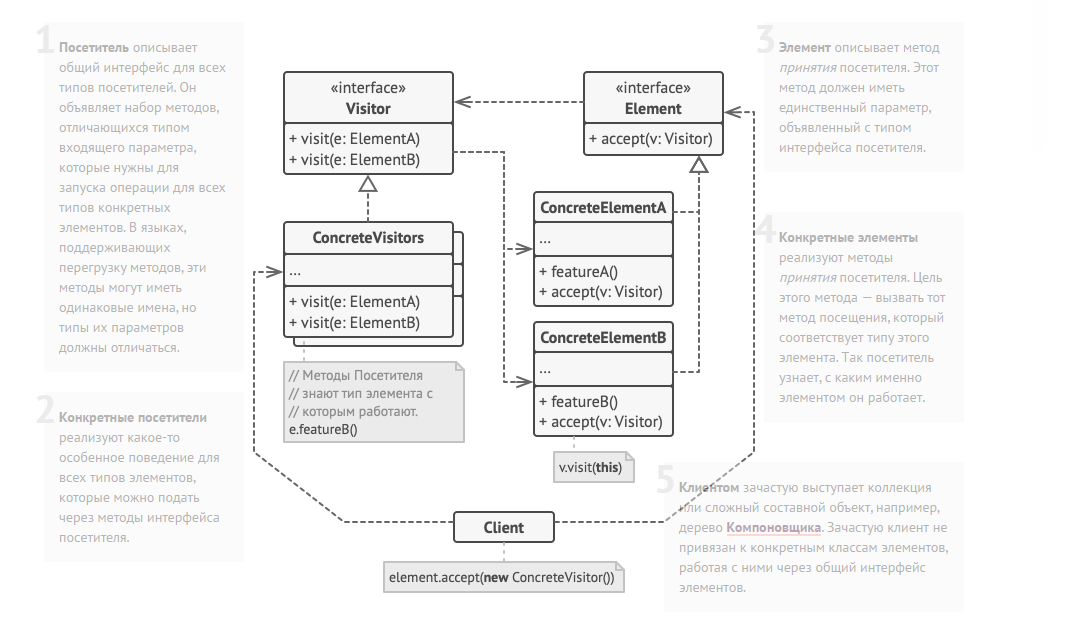 1
Посетитель описывает
общий интерфейс для всех
типов посетителей. Он
объявляет набор методов,
отличающихся типом
входящего параметра,
которые нужны для
запуска операции для всех
типов конкретных
элементов. В языках,
поддерживающих
перегрузку методов, эти
методы могут иметь
одинаковые имена, но
типы их параметров
должны отличаться.
2
Конкретные посетители
реализуют какое-то
особенное поведение для
всех типов элементов,
которые можно подать
через методы интерфейса
посетителя.
«interface»
Visitor
+ visit(e: ElementA)
+ visit(e: ElementB)
ConcreteVisitors
...
+ visit(e: ElementA)
+ visit(e: ElementB)
// Методы Посетителя
// знают тип элемента с
// которым работают.
e.featureB()
«interface»
Element
+ accept(v: Visitor)
ConcreteElementA
...
+ featureA()
+ accept(v: Visitor)
ConcreteElementB
...
+ featureB()
+ accept(v: Visitor)
v.visit(this)
Client
element.accept(new ConcreteVisitor())
3
Элемент описывает метод
принятия посетителя. Этот
метод должен иметь
единственный параметр,
объявленный с типом
интерфейса посетителя.
4
Конкретные элементы
реализуют методы
принятия посетителя. Цель
этого метода — вызвать тот
метод посещения, который
соответствует типу этого
элемента. Так посетитель
узнает, с каким именно
элементом он работает.
5
Клиентом зачастую выступает коллекция
или сложный составной объект, например,
дерево Компоновщика. Зачастую клиент не
привязан к конкретным классам элементов,
работая с ними через общий интерфейс
элементов.